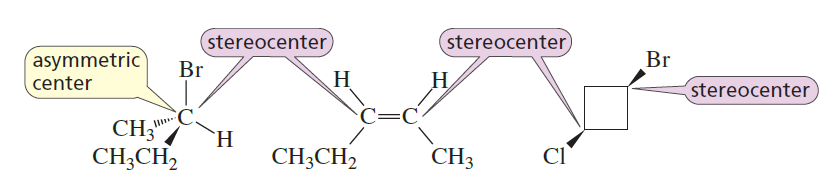 stereocenter
stereocenter
asymmetric
center
Br
H
H
Br
stereocenter
C
C=C
CH3
H
CH3CH2
CH3CH2
CH3
Cl